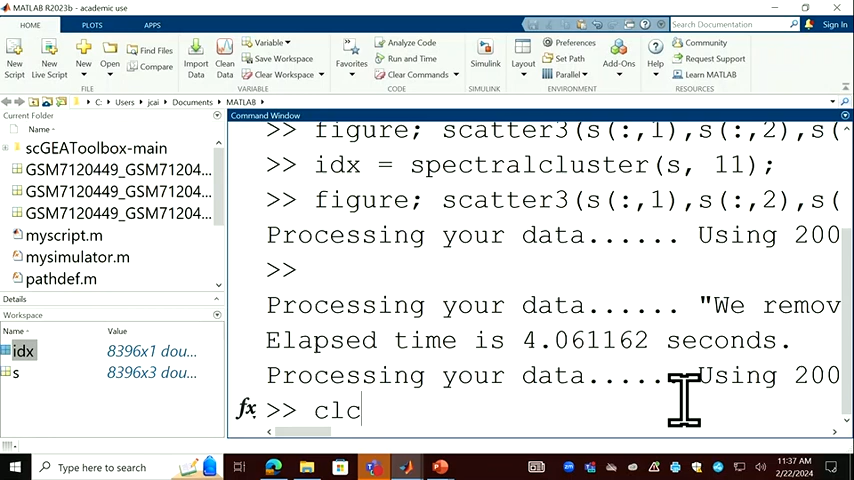 MATLAB R2023b - academic use
HOME PLOTS APPS
Search Documentation
Sign In
New Script
New Live Script
New
Open
Find Files
Compare
Import Data
Clean Data
Variable
Save Workspace
Clear Workspace
Favorites
Analyze Code
Run and Time
Clear Commands
Simulink
Layout
Preferences
Set Path
Parallel
Add-Ons
Help
Community
Request Support
Learn MATLAB
FILE VARIABLE CODE SIMULINK ENVIRONMENT RESOURCES
C: Users jcai Documents MATLAB
Current Folder
Name
scGEAToolbox-main
GSM7120449_GSM71204...
GSM7120449_GSM71204...
GSM7120449_GSM71204...
myscript.m
mysimulator.m
pathdef.m
Details
Workspace
Name Value
idx 8396x1 dou...
s 8396x3 dou...
Command Window
>> figure; scatter3(s(:,1),s(:,2),s(
>> idx = spectralcluster(s, 11);
>> figure; scatter3(s(:,1),s(:,2),s(
Processing your data...... Using 200
>>
Processing your data...... "We remov
Elapsed time is 4.061162 seconds.
Processing your data...... Using 200
fx >> clc
Type here to search
11:37 AM
2/22/2024